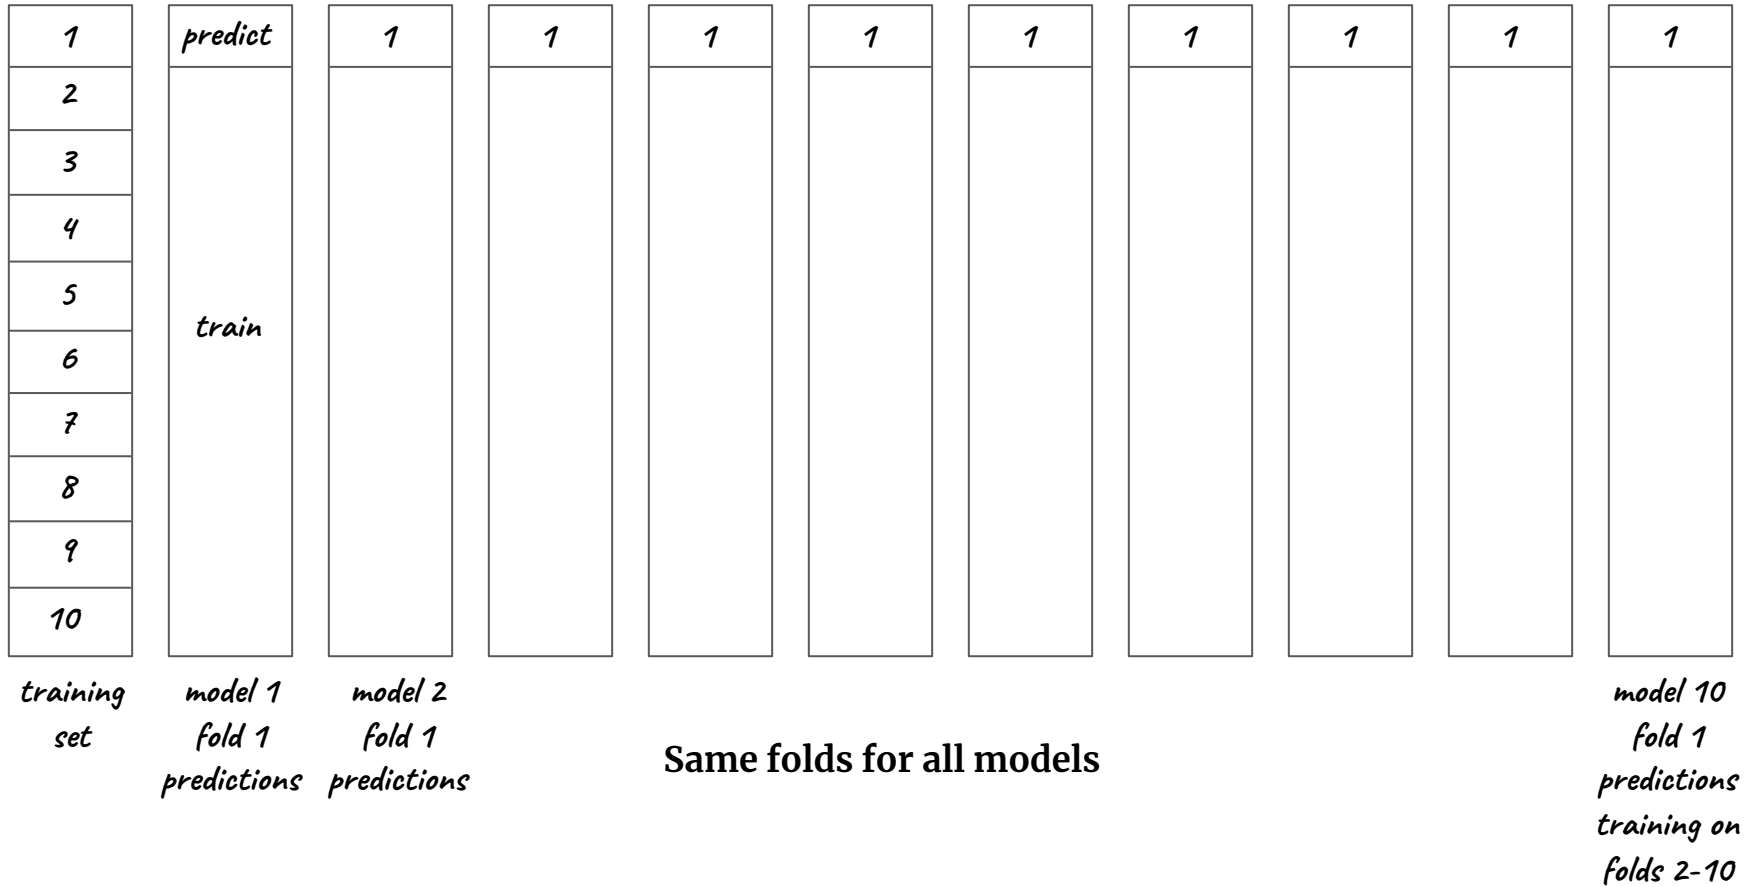 1 predict 1 1 1 1 1 1 1 1 1
2
3
4
5
train
6
7
8
9
10
training
set
model 1
fold 1
predictions
model 2
fold 1
predictions
Same folds for all models
model 10
fold 1
predictions
training on
folds 2-10